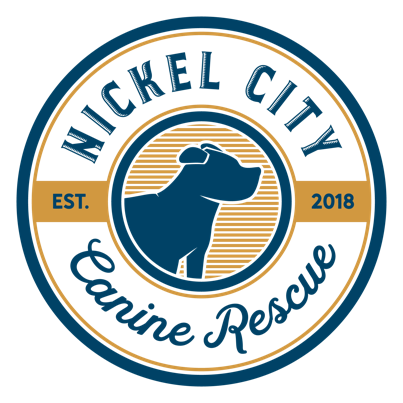 NICKEL CITY
EST. 2018
Canine Rescue